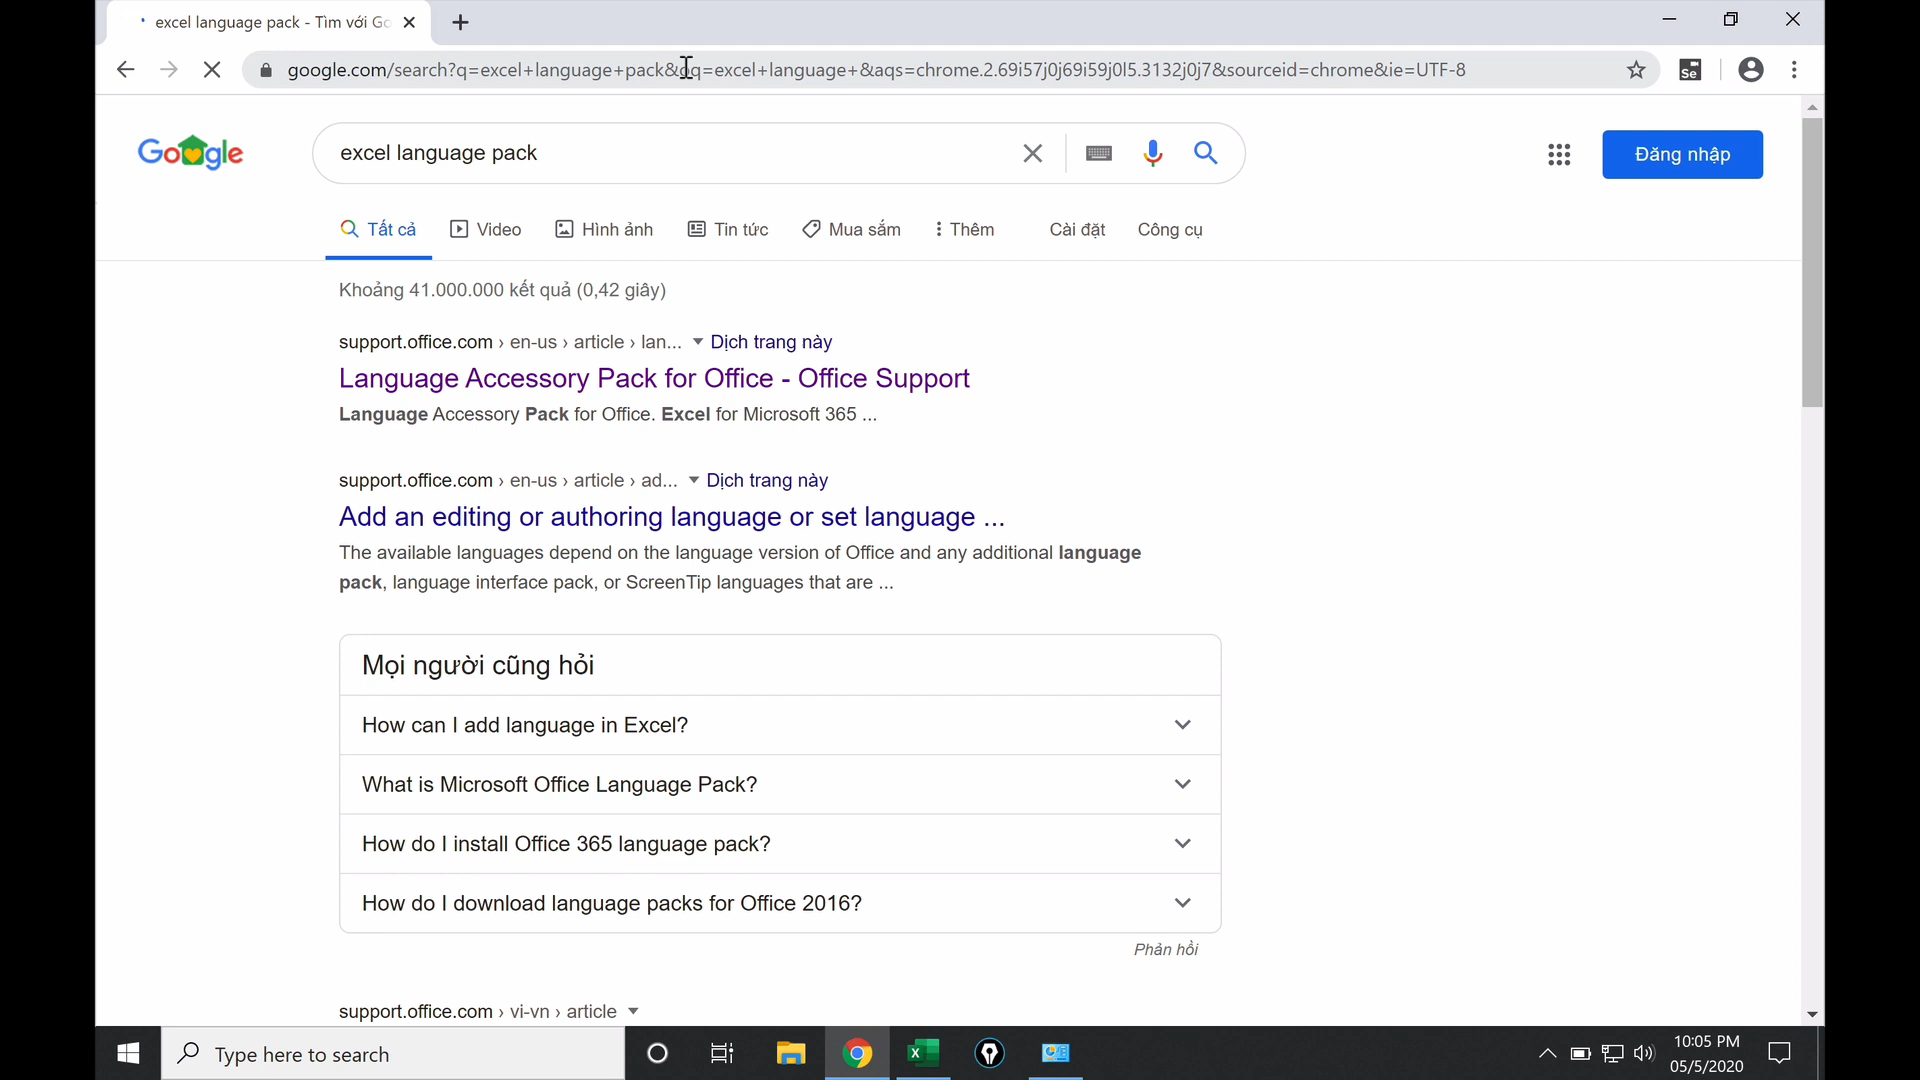 excel language pack - Tìm với Go
google.com/search?q=excel+language+pack&oq=excel+language+&aqs=chrome.2.69i57j0j69i59j0l5.3132j0j7&sourceid=chrome&ie=UTF-8
Se
Google
excel language pack
Đăng nhập
Tất cả
Video
Hình ảnh
Tin tức
Mua sắm
Thêm
Cài đặt
Công cụ
Khoảng 41.000.000 kết quả (0,42 giây)
support.office.com › en-us › article › lan... Dịch trang này
Language Accessory Pack for Office - Office Support
Language Accessory Pack for Office. Excel for Microsoft 365 ...
support.office.com › en-us › article › ad... Dịch trang này
Add an editing or authoring language or set language ...
The available languages depend on the language version of Office and any additional language
pack, language interface pack, or ScreenTip languages that are ...
Mọi người cũng hỏi
How can I add language in Excel?
What is Microsoft Office Language Pack?
How do I install Office 365 language pack?
How do I download language packs for Office 2016?
Phản hồi
support.office.com › vi-vn › article
Type here to search
10:05 PM
05/5/2020